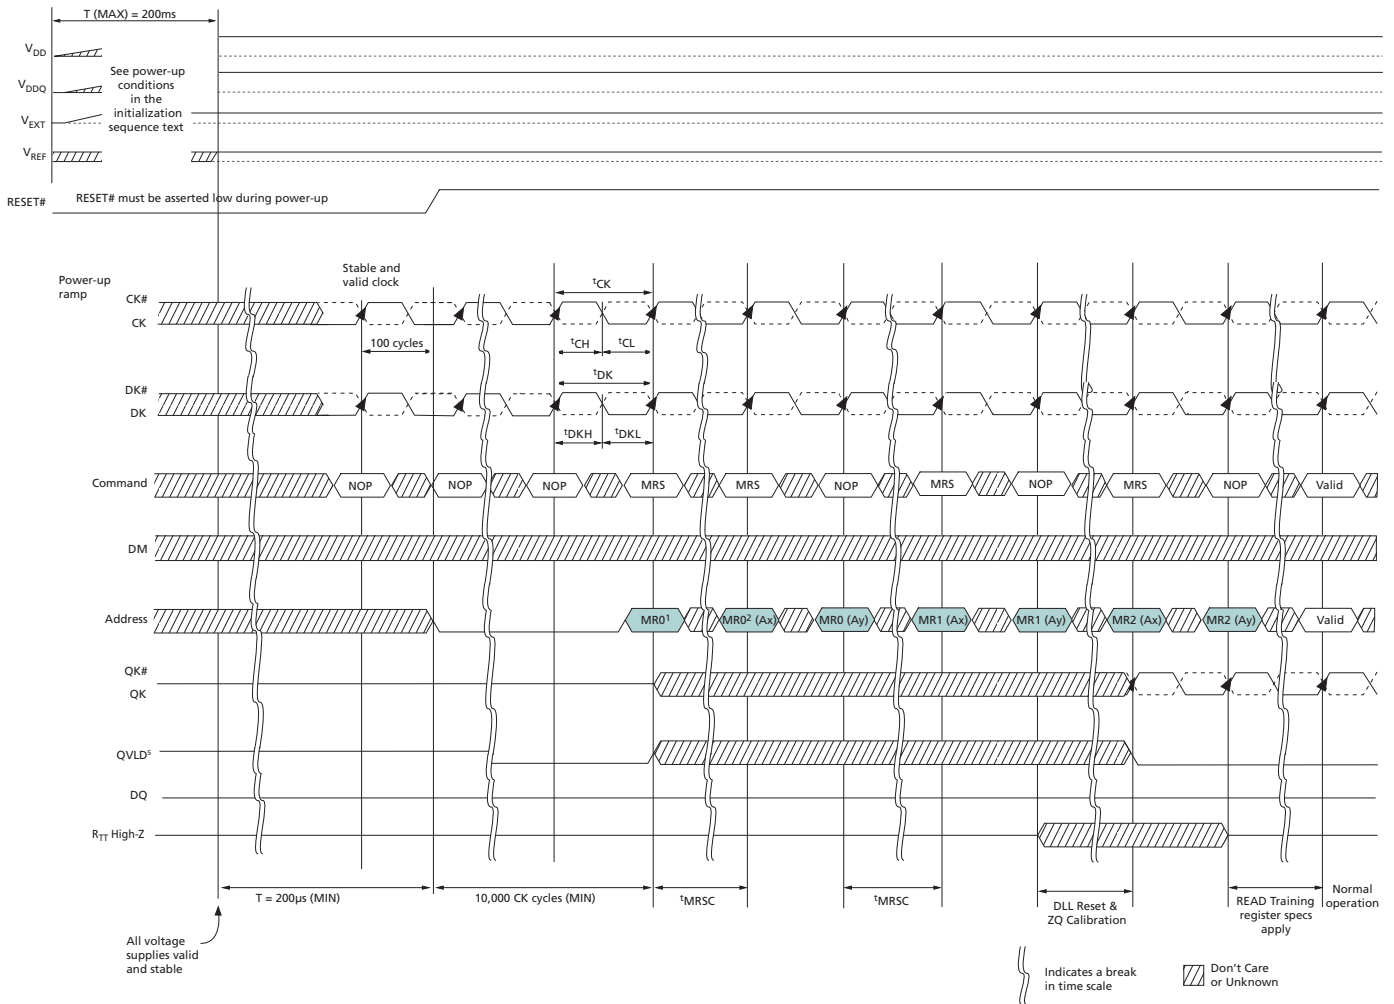 T (MAX) = 200ms
VDD
VDDQ
VEXT
VREF
See power-up
conditions
in the
initialization
sequence text
RESET#
RESET# must be asserted low during power-up
Power-up
ramp
Stable and
valid clock
CK#
CK
tCK
100 cycles
tCH
tCL
DK#
DK
tDK
tDKH
tDKL
Command
NOP NOP NOP MRS MRS NOP MRS NOP MRS NOP Valid
DM
Address
MR0¹ MR0² (Ax) MR0 (Ay) MR1 (Ax) MR1 (Ay) MR2 (Ax) MR2 (Ay) Valid
QK#
QK
QVLD⁵
DQ
RTT High-Z
T = 200µs (MIN)
10,000 CK cycles (MIN)
tMRSC
tMRSC
DLL Reset &
ZQ Calibration
READ Training
register specs
apply
Normal
operation
All voltage
supplies valid
and stable
Indicates a break
in time scale
Don't Care
or Unknown